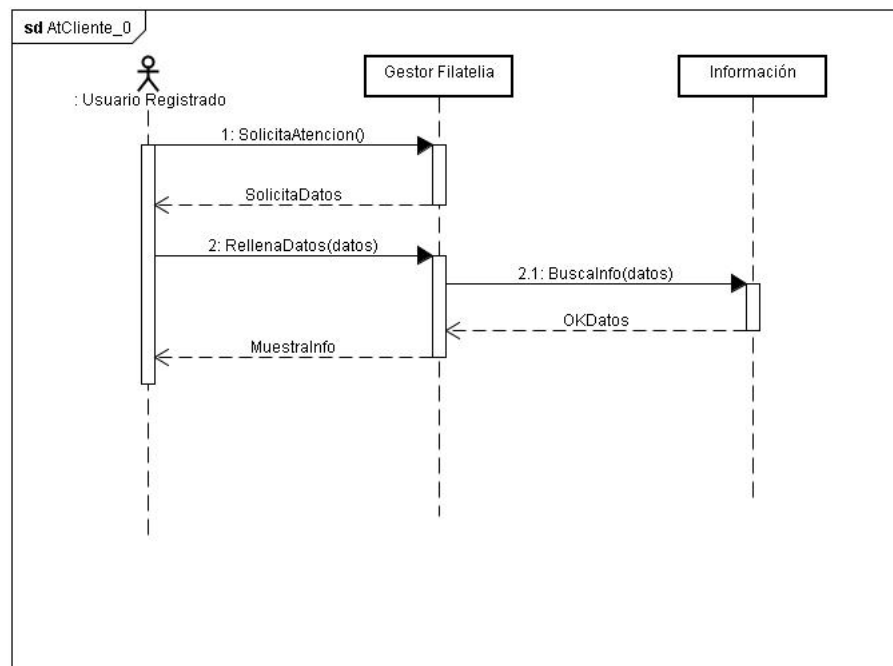 sd AtCliente_0
Gestor Filatelia
Información
: Usuario Registrado
1: SolicitaAtencion()
SolicitaDatos
2: RellenaDatos(datos)
2.1: BuscaInfo(datos)
OKDatos
MuestraInfo